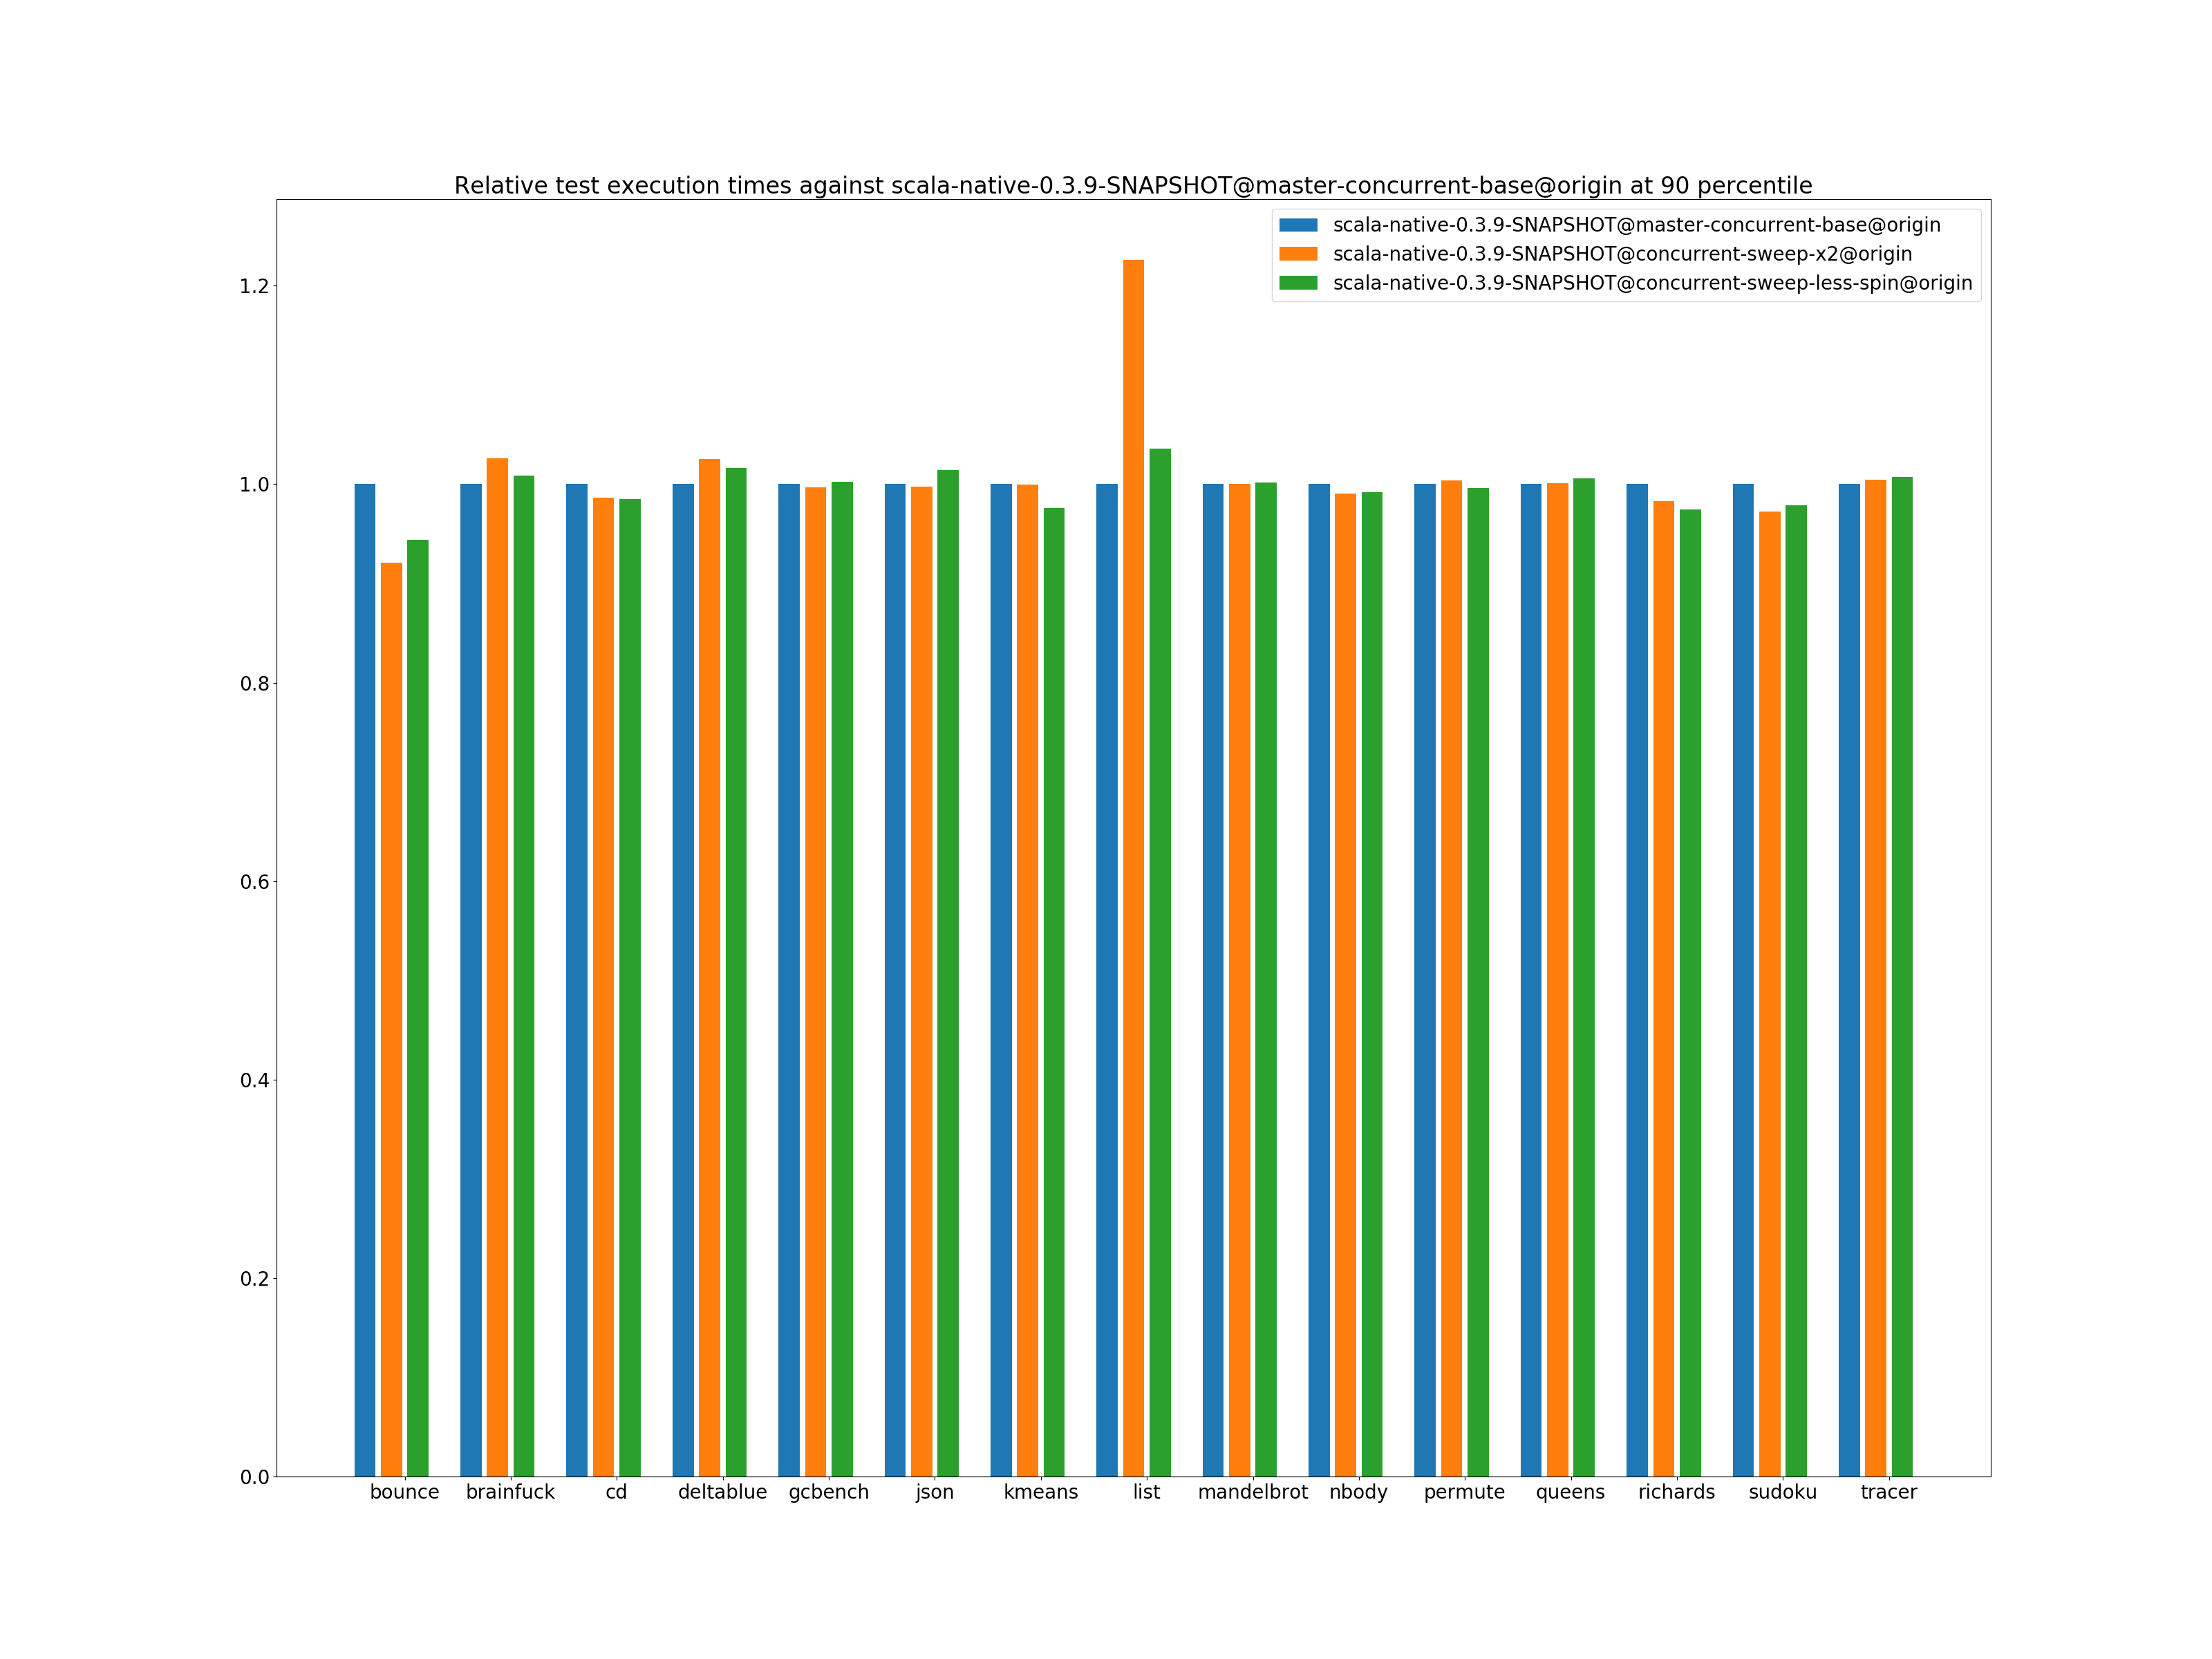 Relative test execution times against scala-native-0.3.9-SNAPSHOT@master-concurrent-base@origin at 90 percentile
scala-native-0.3.9-SNAPSHOT@master-concurrent-base@origin
scala-native-0.3.9-SNAPSHOT@concurrent-sweep-x2@origin
scala-native-0.3.9-SNAPSHOT@concurrent-sweep-less-spin@origin
1.2
1.0
0.8
0.6
0.4
0.2
0.0
bounce brainfuck cd deltablue gcbench json kmeans list mandelbrot nbody permute queens richards sudoku tracer